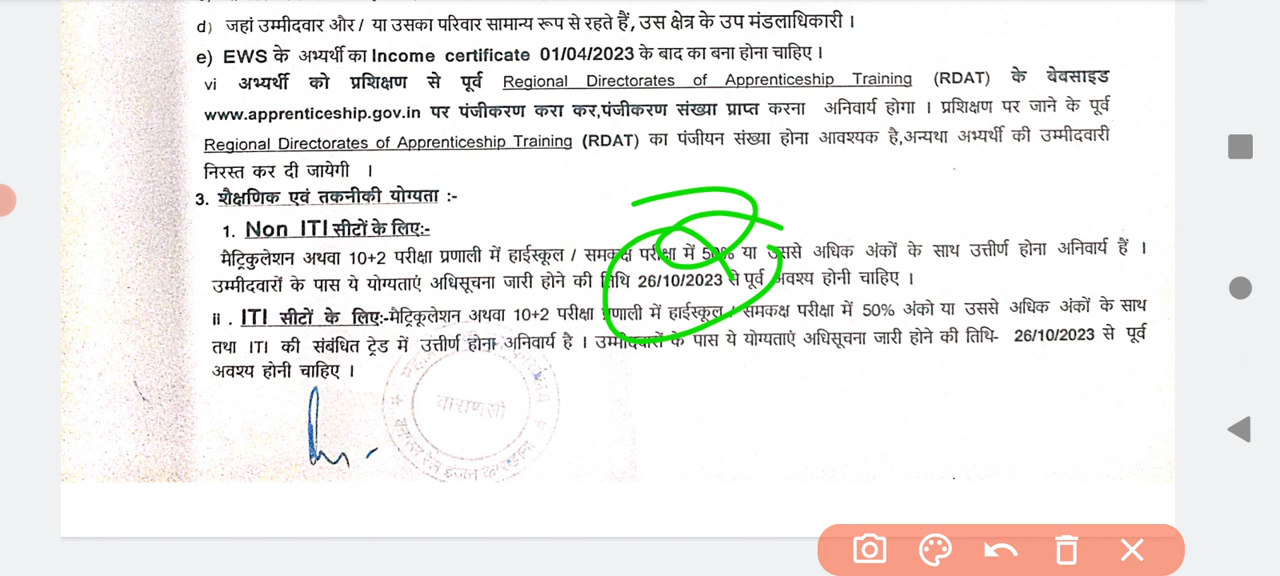 d) जहां उम्मीदवार और / या उसका परिवार सामान्य रूप से रहते हैं, उस क्षेत्र के उप मंडलाधिकारी ।
e) EWS के अभ्यर्थी का Income certificate 01/04/2023 के बाद का बना होना चाहिए ।
vi अभ्यर्थी को प्रशिक्षण से पूर्व Regional Directorates of Apprenticeship Training (RDAT) के वेबसाइड
www.apprenticeship.gov.in पर पंजीकरण करा कर,पंजीकरण संख्या प्राप्त करना अनिवार्य होगा । प्रशिक्षण पर जाने के पूर्व
Regional Directorates of Apprenticeship Training (RDAT) का पंजीयन संख्या होना आवश्यक है,अन्यथा अभ्यर्थी की उम्मीदवारी
निरस्त कर दी जायेगी ।
3. शैक्षणिक एवं तकनीकी योग्यता :-
1. Non ITI सीटों के लिए:-
मैट्रिकुलेशन अथवा 10+2 परीक्षा प्रणाली में हाईस्कूल / समकक्ष परीक्षा में 50% या उससे अधिक अंकों के साथ उत्तीर्ण होना अनिवार्य हैं ।
उम्मीदवारों के पास ये योग्यताएं अधिसूचना जारी होने की तिथि 26/10/2023 से पूर्व अवश्य होनी चाहिए ।
ii . ITI सीटों के लिए:-मैट्रिकूलेशन अथवा 10+2 परीक्षा प्रणाली में हाईस्कूल / समकक्ष परीक्षा में 50% अंको या उससे अधिक अंकों के साथ
तथा ITI की संबंधित ट्रेड में उत्तीर्ण होना अनिवार्य है । उम्मीदवारों के पास ये योग्यताएं अधिसूचना जारी होने की तिथि- 26/10/2023 से पूर्व
अवश्य होनी चाहिए ।
वाराणसी